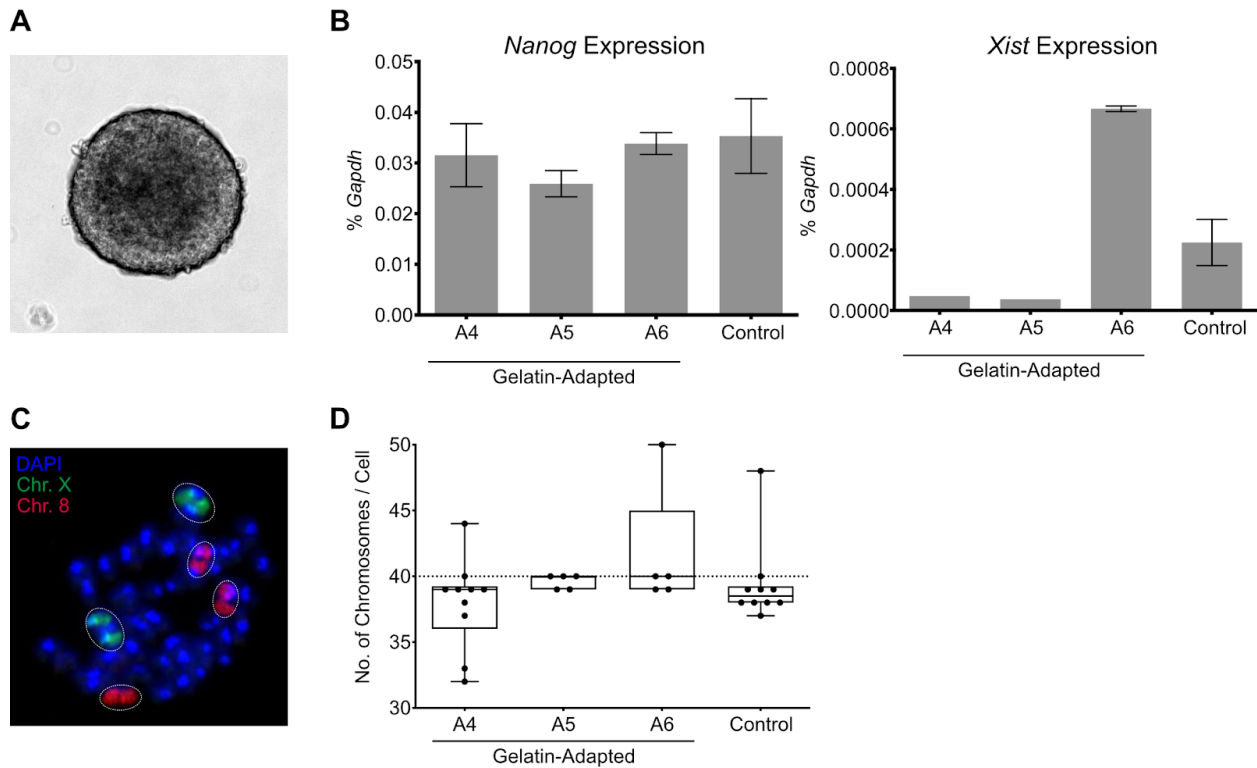 A
B
Nanog Expression
% Gapdh
0.05
0.04
0.03
0.02
0.01
0.00
A4 A5 A6 Control
Gelatin-Adapted
Xist Expression
% Gapdh
0.0008
0.0006
0.0004
0.0002
0.0000
A4 A5 A6 Control
Gelatin-Adapted
C
DAPI
Chr. X
Chr. 8
D
No. of Chromosomes / Cell
50
45
40
35
30
A4 A5 A6 Control
Gelatin-Adapted